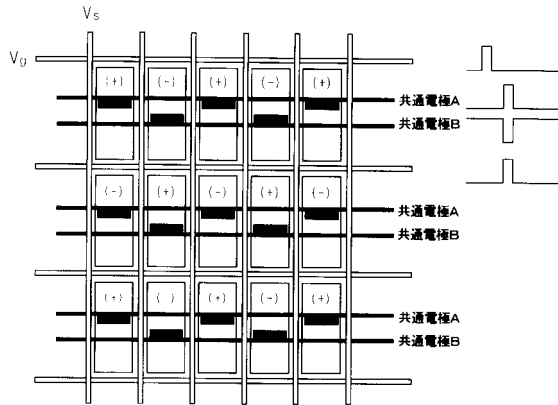 Vs
Vg
(+) (-) (+) (-) (+)
共通電極A
共通電極B
(-) (+) (-) (+) (-)
共通電極A
共通電極B
(+) ( ) (+) (-) (+)
共通電極A
共通電極B